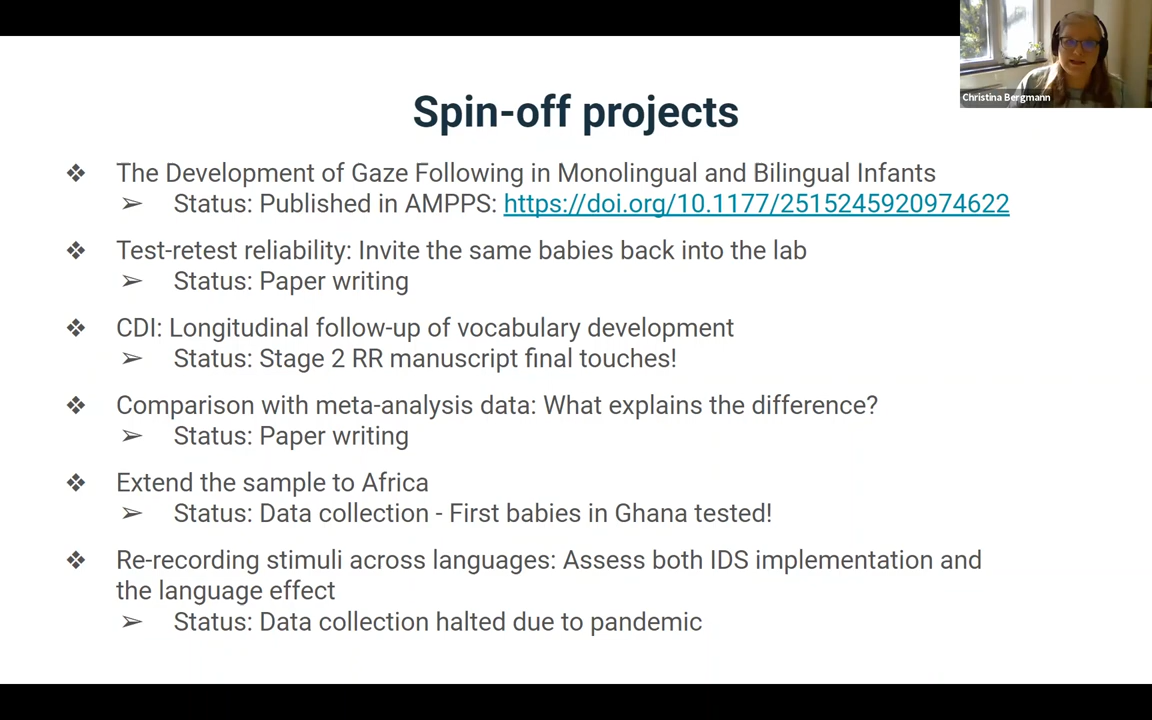 Christina Bergmann
Spin-off projects
❖ The Development of Gaze Following in Monolingual and Bilingual Infants
➢ Status: Published in AMPPS: https://doi.org/10.1177/2515245920974622
❖ Test-retest reliability: Invite the same babies back into the lab
➢ Status: Paper writing
❖ CDI: Longitudinal follow-up of vocabulary development
➢ Status: Stage 2 RR manuscript final touches!
❖ Comparison with meta-analysis data: What explains the difference?
➢ Status: Paper writing
❖ Extend the sample to Africa
➢ Status: Data collection - First babies in Ghana tested!
❖ Re-recording stimuli across languages: Assess both IDS implementation and
the language effect
➢ Status: Data collection halted due to pandemic